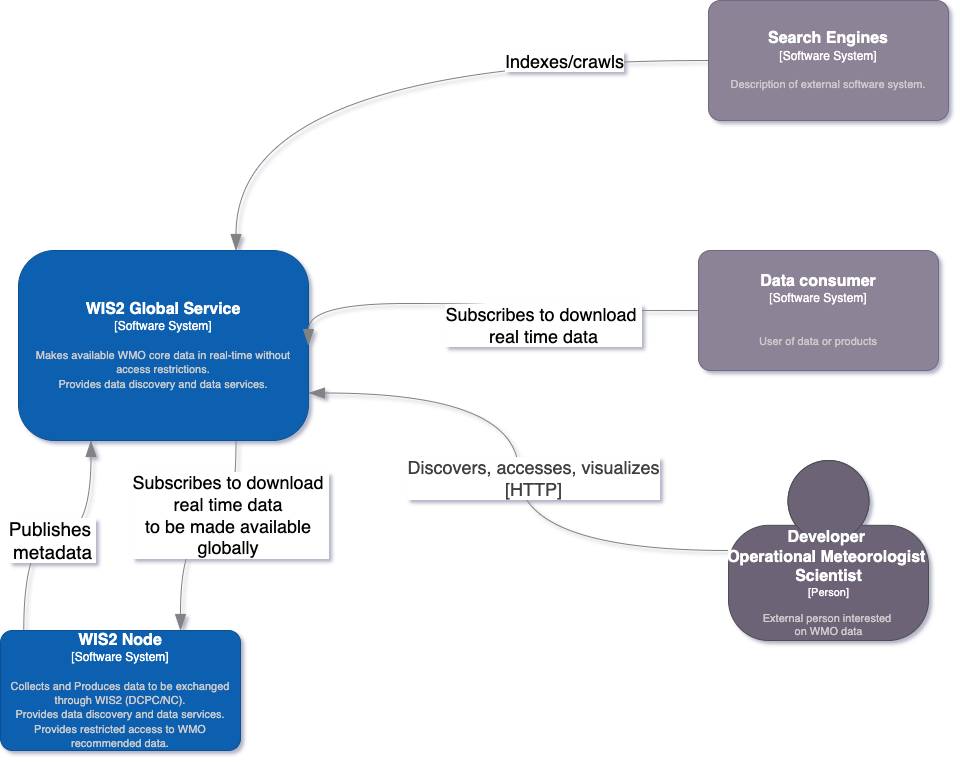 Search Engines
[Software System]
Description of external software system.
Indexes/crawls
WIS2 Global Service
[Software System]
Makes available WMO core data in real-time without
access restrictions.
Provides data discovery and data services.
Data consumer
[Software System]
User of data or products
Subscribes to download
real time data
Discovers, accesses, visualizes
[HTTP]
Subscribes to download
real time data
to be made available
globally
Publishes
metadata
Developer
Operational Meteorologist
Scientist
[Person]
External person interested
on WMO data
WIS2 Node
[Software System]
Collects and Produces data to be exchanged
through WIS2 (DCPC/NC).
Provides data discovery and data services.
Provides restricted access to WMO
recommended data.